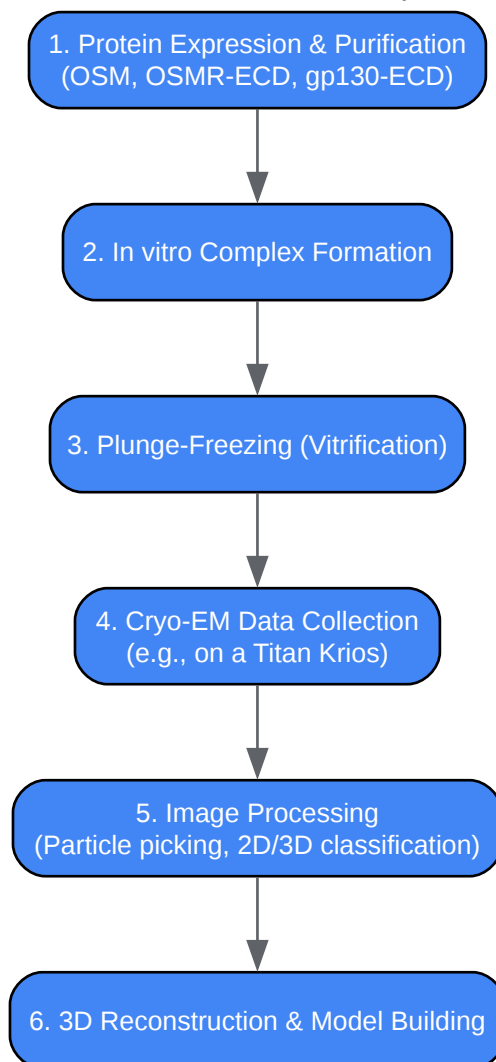 1. Protein Expression & Purification
(OSM, OSMR-ECD, gp130-ECD)
2. In vitro Complex Formation
3. Plunge-Freezing (Vitrification)
4. Cryo-EM Data Collection
(e.g., on a Titan Krios)
5. Image Processing
(Particle picking, 2D/3D classification)
6. 3D Reconstruction & Model Building